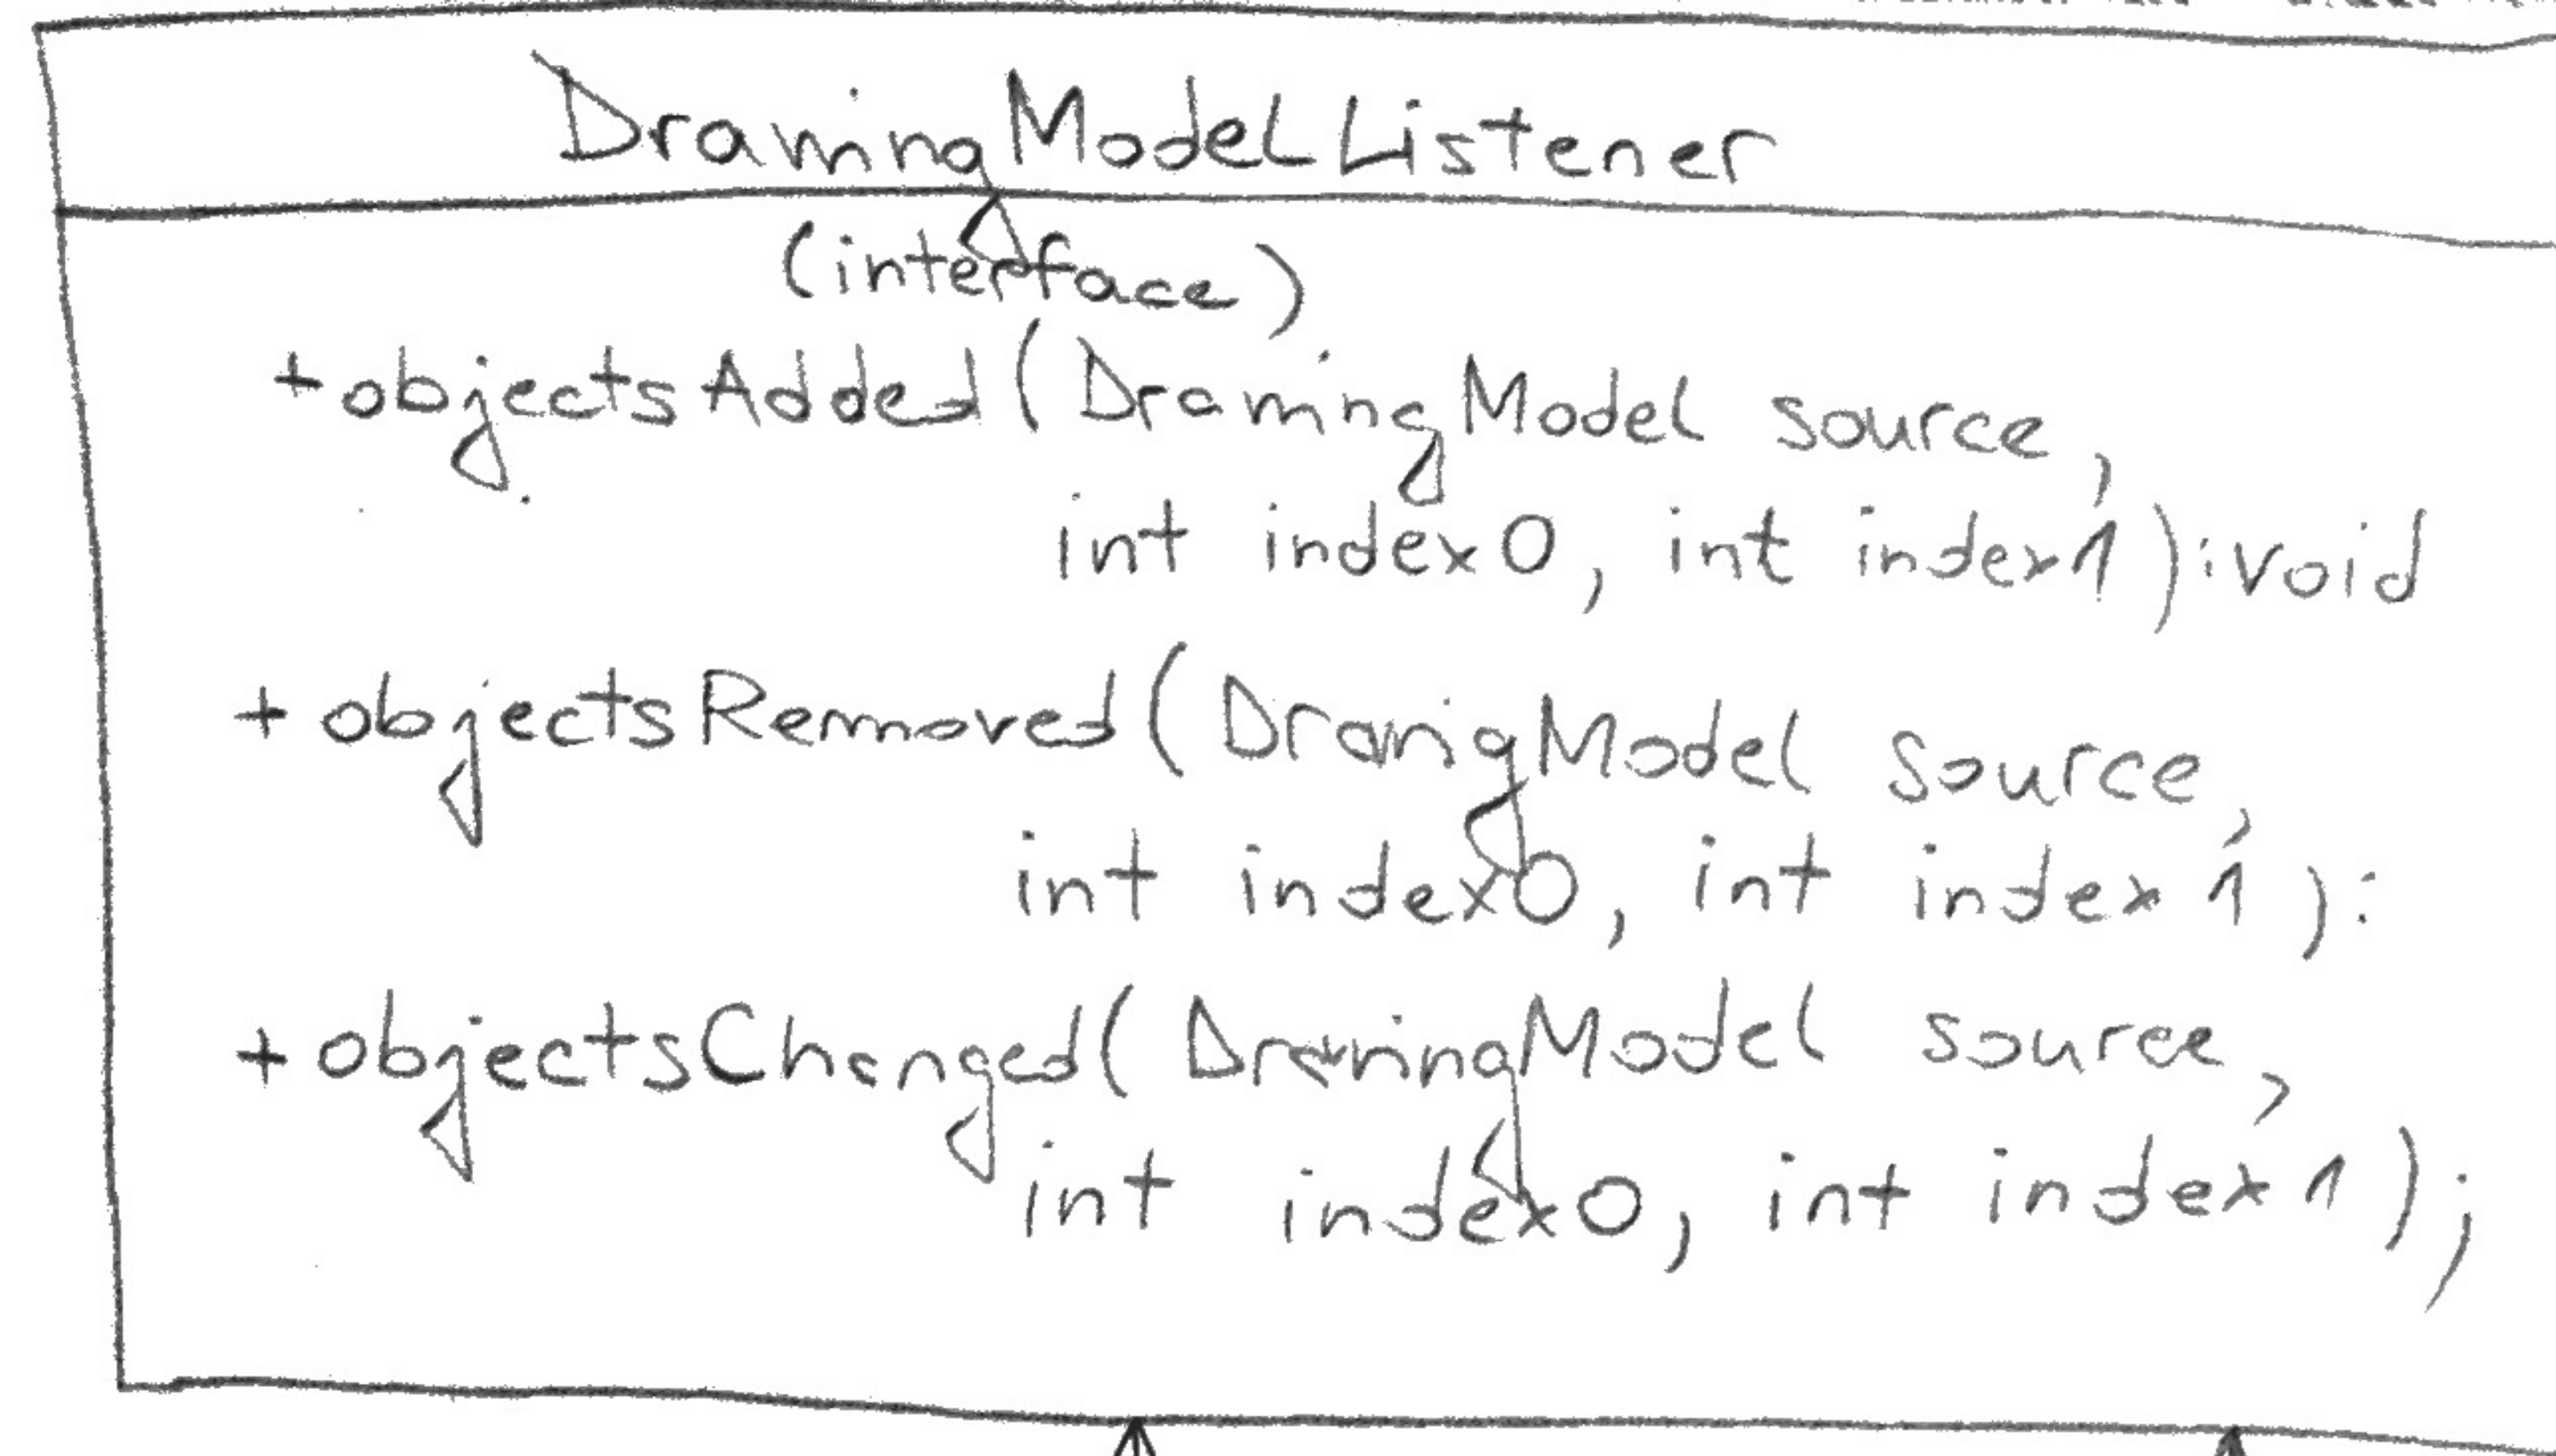 DrawingModelListener
(interface)
+objectsAdded(DrawingModel source,
int index0, int index1):void
+objectsRemoved(DrawingModel source,
int index0, int index1):
+objectsChanged(DrawingModel source,
int index0, int index1);